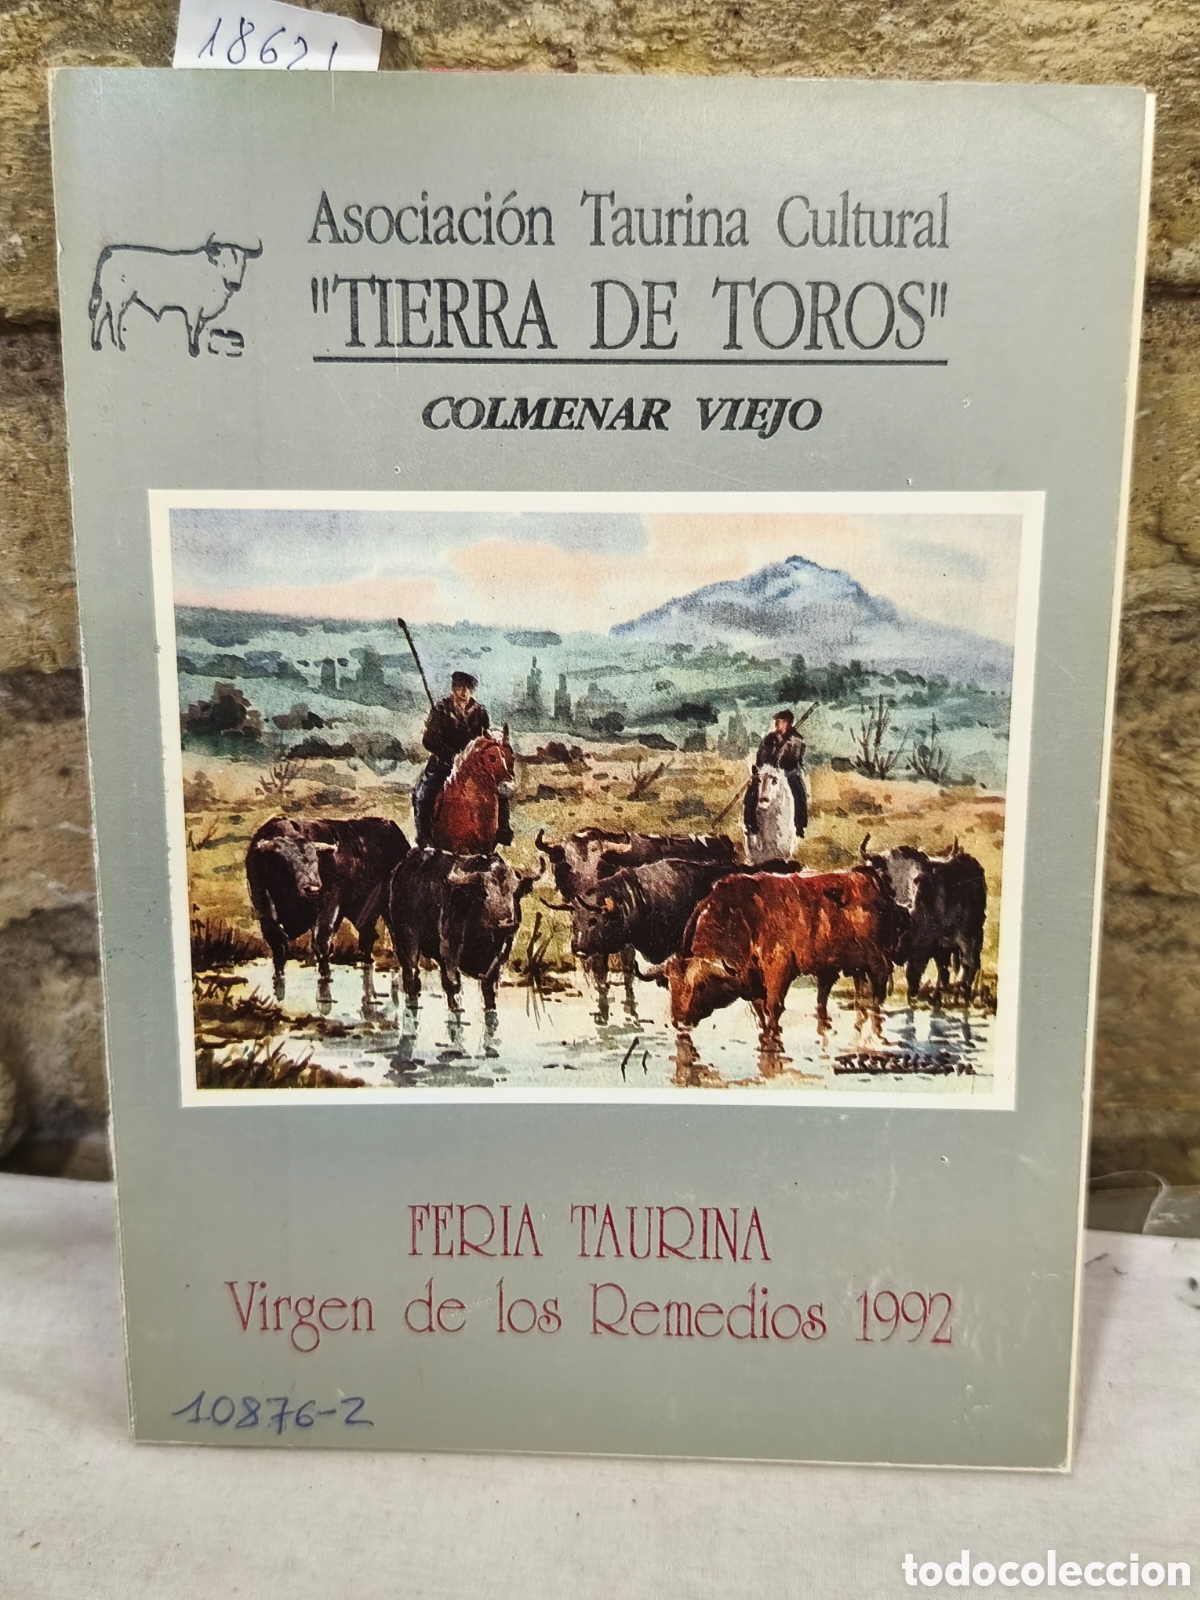 18621
Asociación Taurina Cultural
"TIERRA DE TOROS"
COLMENAR VIEJO
FERIA TAURINA
Virgen de los Remedios 1992
10876-2
todocoleccion